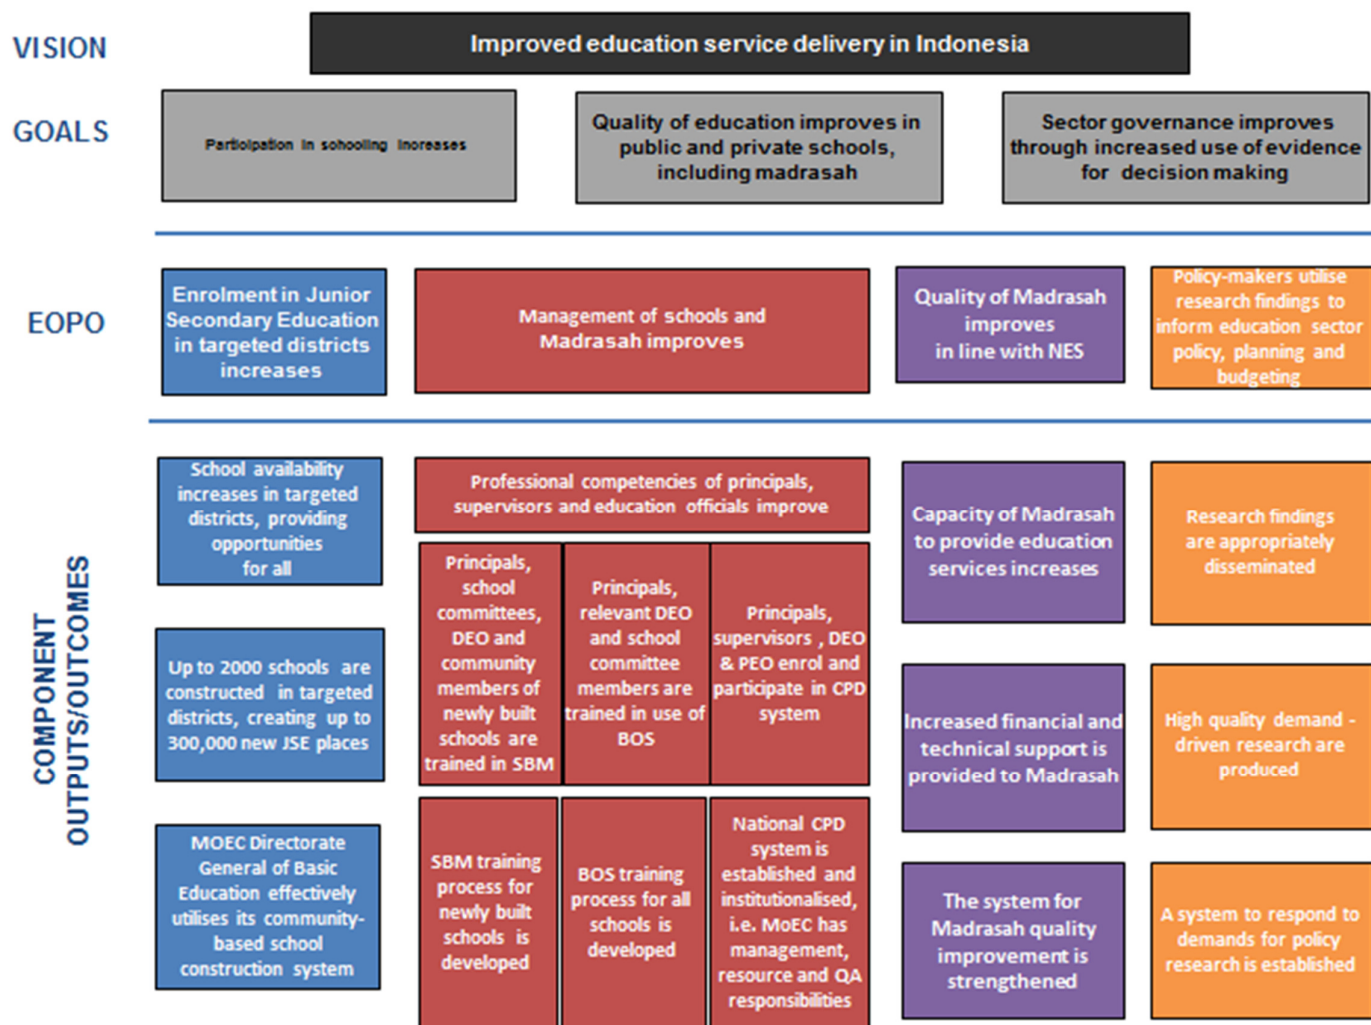 VISION
Improved education service delivery in Indonesia
GOALS
Participation in schooling increases
Quality of education improves in
public and private schools,
including madrasah
Sector governance improves
through increased use of evidence
for decision making
EOPO
Enrolment in Junior
Secondary Education
in targeted districts
increases
Management of schools and
Madrasah improves
Quality of Madrasah
improves
in line with NES
Policy-makers utilise
research findings to
inform education sector
policy, planning and
budgeting
COMPONENT
OUTPUTS/OUTCOMES
School availability
increases in targeted
districts, providing
opportunities
for all
Up to 2000 schools are
constructed in targeted
districts, creating up to
300,000 new JSE places
MOEC Directorate
General of Basic
Education effectively
utilises its community-
based school
construction system
Professional competencies of principals,
supervisors and education officials improve
Principals,
school
committees,
DEO and
community
members of
newly built
schools are
trained in SBM
Principals,
relevant DEO
and school
committee
members are
trained in use of
BOS
Principals,
supervisors , DEO
& PEO enrol and
participate in CPD
system
SBM training
process for
newly built
schools is
developed
BOS training
process for all
schools is
developed
National CPD
system is
established and
institutionalised,
i.e. MoEC has
management,
resource and QA
responsibilities
Capacity of Madrasah
to provide education
services increases
Increased financial and
technical support is
provided to Madrasah
The system for
Madrasah quality
improvement is
strengthened
Research findings
are appropriately
disseminated
High quality demand -
driven research are
produced
A system to respond to
demands for policy
research is established